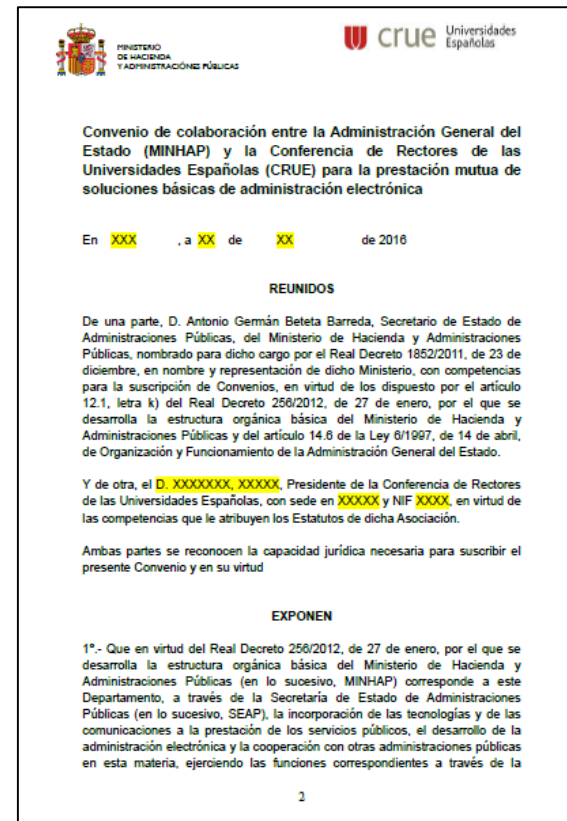 MINISTERIO
DE HACIENDA
Y ADMINISTRACIONES PÚBLICAS
crue Universidades
Españolas
Convenio de colaboración entre la Administración General del
Estado (MINHAP) y la Conferencia de Rectores de las
Universidades Españolas (CRUE) para la prestación mutua de
soluciones básicas de administración electrónica
En XXX , a XX de XX de 2016
REUNIDOS
De una parte, D. Antonio Germán Beteta Barreda, Secretario de Estado de
Administraciones Públicas, del Ministerio de Hacienda y Administraciones
Públicas, nombrado para dicho cargo por el Real Decreto 1852/2011, de 23 de
diciembre, en nombre y representación de dicho Ministerio, con competencias
para la suscripción de Convenios, en virtud de los dispuesto por el artículo
12.1, letra k) del Real Decreto 256/2012, de 27 de enero, por el que se
desarrolla la estructura orgánica básica del Ministerio de Hacienda y
Administraciones Públicas y del artículo 14.6 de la Ley 6/1997, de 14 de abril,
de Organización y Funcionamiento de la Administración General del Estado.
Y de otra, el D. XXXXXXX, XXXXX, Presidente de la Conferencia de Rectores
de las Universidades Españolas, con sede en XXXXX y NIF XXXX, en virtud de
las competencias que le atribuyen los Estatutos de dicha Asociación.
Ambas partes se reconocen la capacidad jurídica necesaria para suscribir el
presente Convenio y en su virtud
EXPONEN
1º.- Que en virtud del Real Decreto 256/2012, de 27 de enero, por el que se
desarrolla la estructura orgánica básica del Ministerio de Hacienda y
Administraciones Públicas (en lo sucesivo, MINHAP) corresponde a este
Departamento, a través de la Secretaría de Estado de Administraciones
Públicas (en lo sucesivo, SEAP), la incorporación de las tecnologías y de las
comunicaciones a la prestación de los servicios públicos, el desarrollo de la
administración electrónica y la cooperación con otras administraciones públicas
en esta materia, ejerciendo las funciones correspondientes a través de la
2